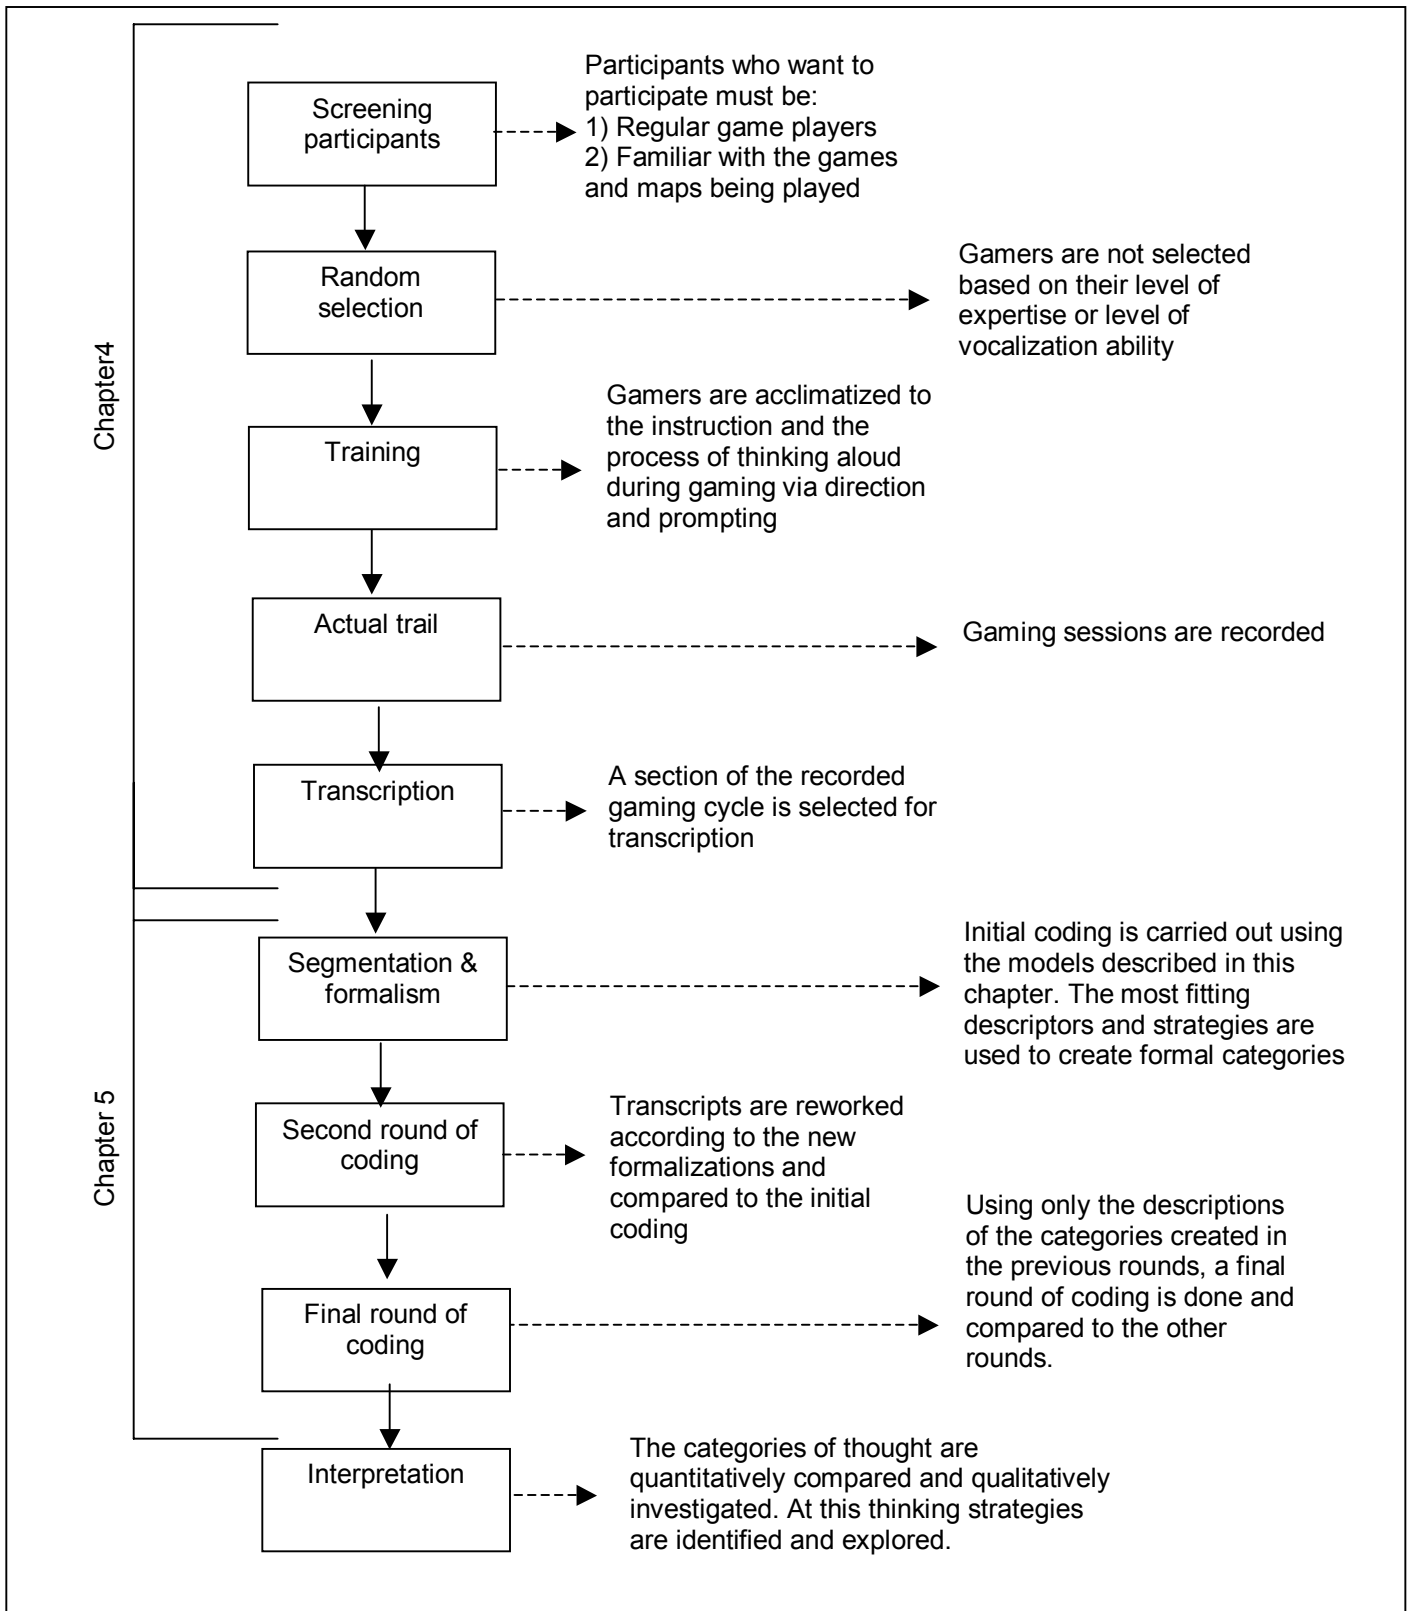 Participants who want to
participate must be:
1) Regular game players
2) Familiar with the games
and maps being played
Screening
participants
Random
selection
Gamers are not selected
based on their level of
expertise or level of
vocalization ability
Chapter4
Gamers are acclimatized to
the instruction and the
process of thinking aloud
during gaming via direction
and prompting
Training
Actual trail
Gaming sessions are recorded
Transcription
A section of the recorded
gaming cycle is selected for
transcription
Segmentation &
formalism
Initial coding is carried out using
the models described in this
chapter. The most fitting
descriptors and strategies are
used to create formal categories
Chapter 5
Second round of
coding
Transcripts are reworked
according to the new
formalizations and
compared to the initial
coding
Final round of
coding
Using only the descriptions
of the categories created in
the previous rounds, a final
round of coding is done and
compared to the other
rounds.
Interpretation
The categories of thought are
quantitatively compared and qualitatively
investigated. At this thinking strategies
are identified and explored.